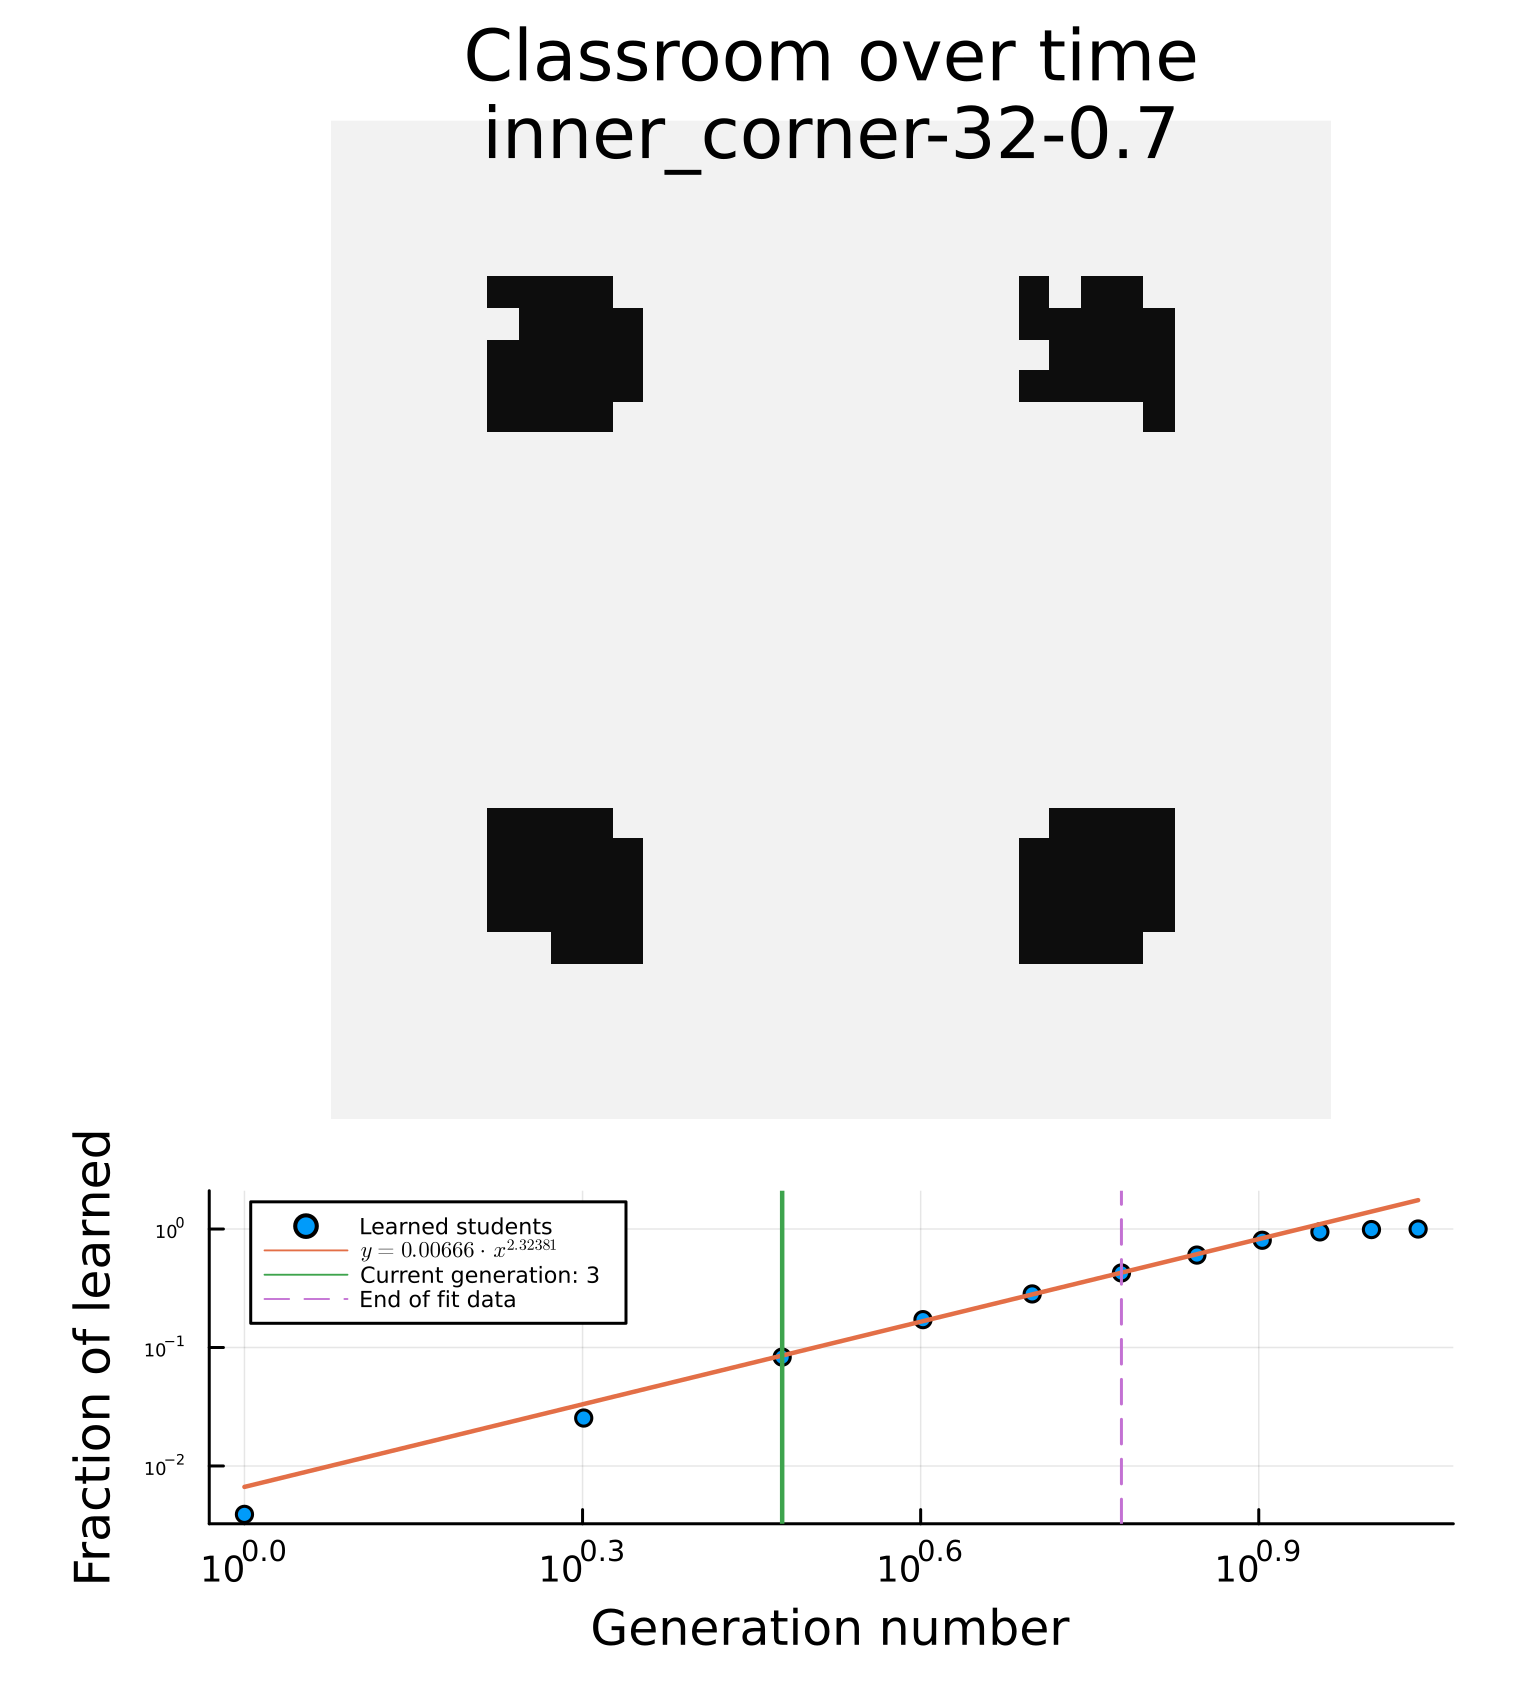 Classroom over time
inner_corner-32-0.7
Fraction of learned
10^0
10^−1
10^−2
Learned students
y = 0.00666 · x^2.32381
Current generation: 3
End of fit data
10^0.0 10^0.3 10^0.6 10^0.9
Generation number